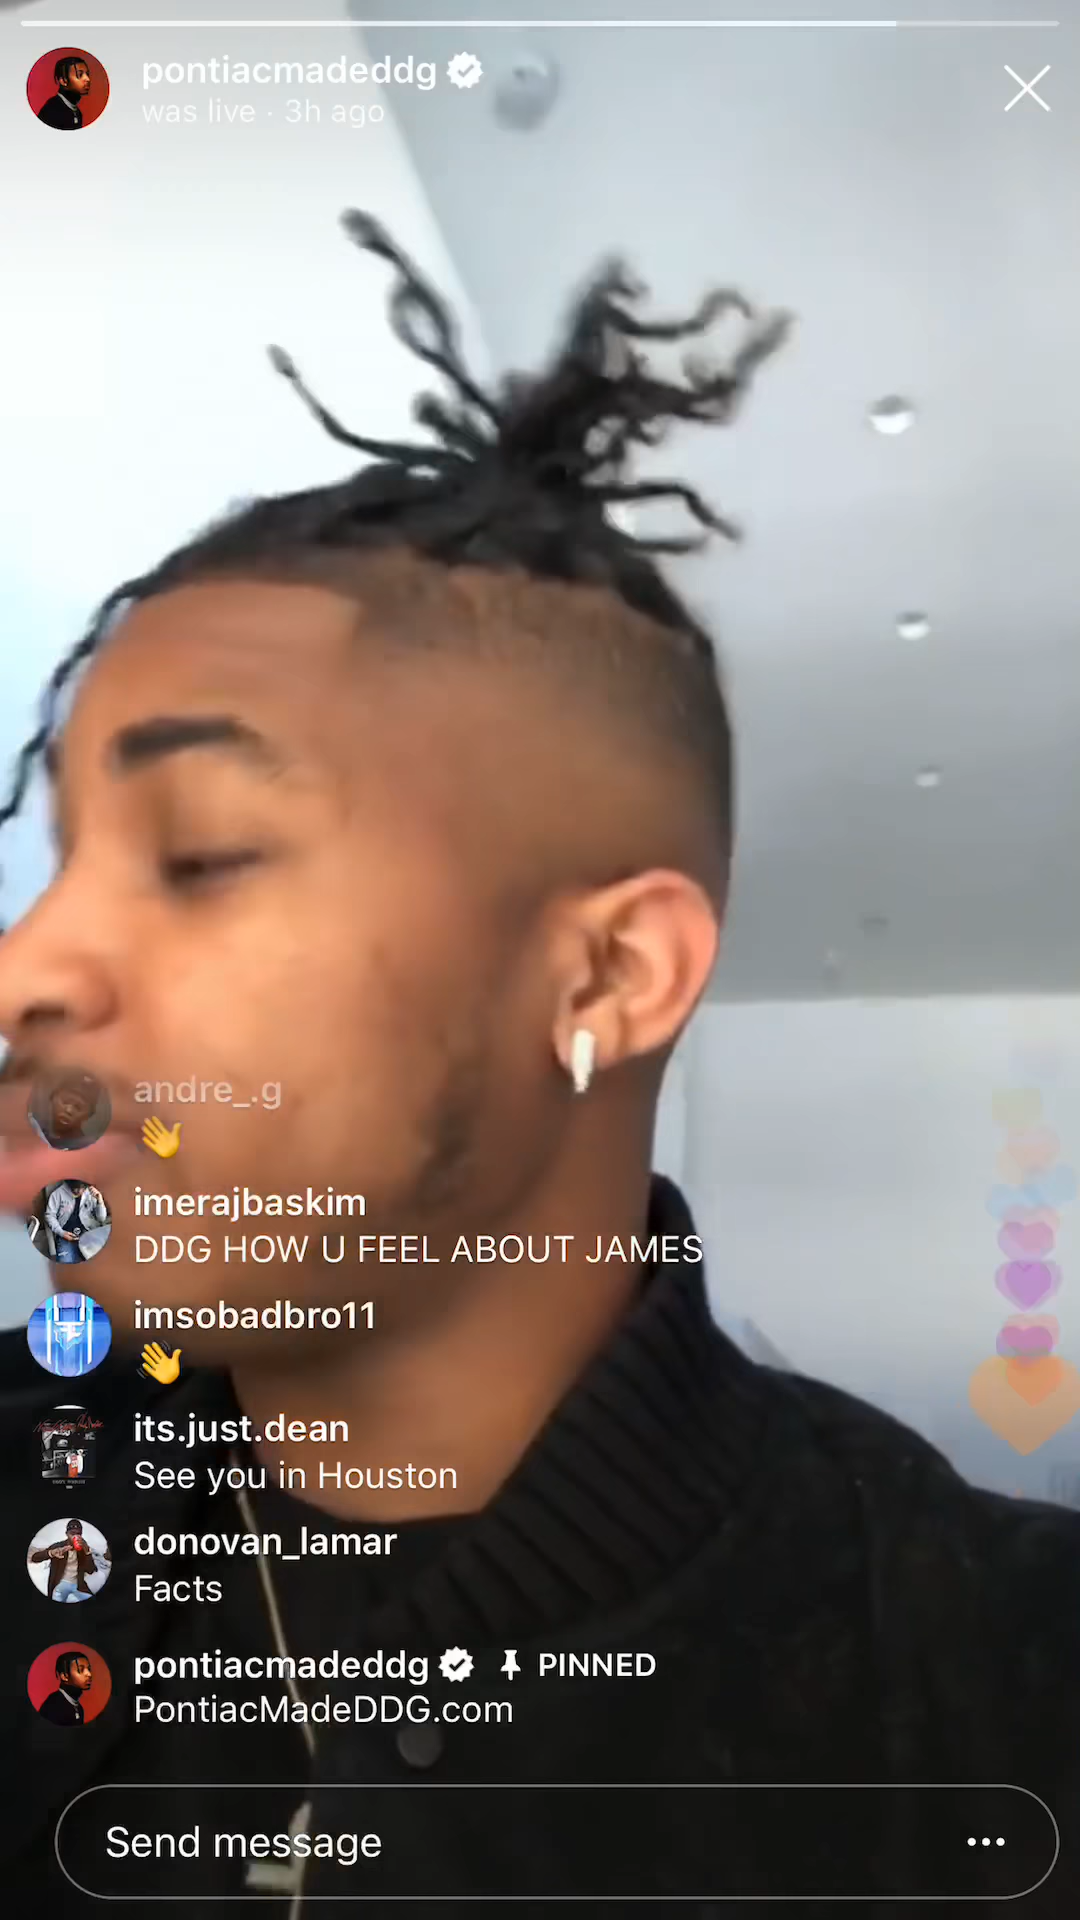 pontiacmadeddg
was live · 3h ago
andre_.g
👋
imerajbaskim
DDG HOW U FEEL ABOUT JAMES
imsobadbro11
👋
its.just.dean
See you in Houston
donovan_lamar
Facts
pontiacmadeddg PINNED
PontiacMadeDDG.com
Send message